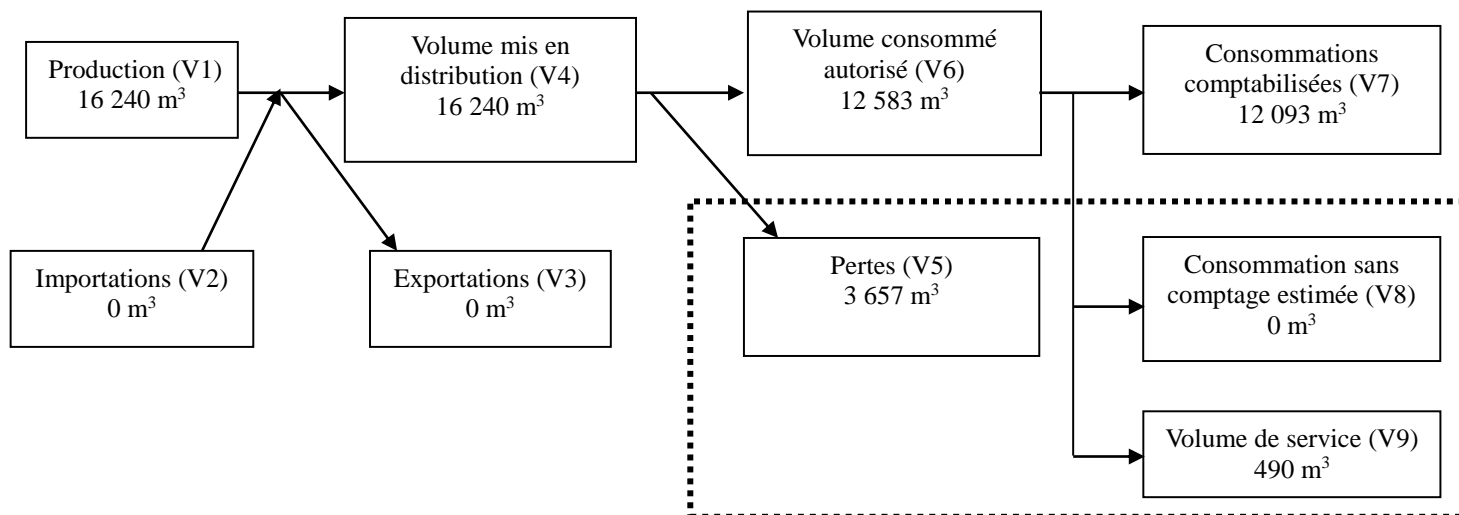 Production (V1)
16 240 m³
Volume mis en
distribution (V4)
16 240 m³
Volume consommé
autorisé (V6)
12 583 m³
Consommations
comptabilisées (V7)
12 093 m³
Importations (V2)
0 m³
Exportations (V3)
0 m³
Pertes (V5)
3 657 m³
Consommation sans
comptage estimée (V8)
0 m³
Volume de service (V9)
490 m³